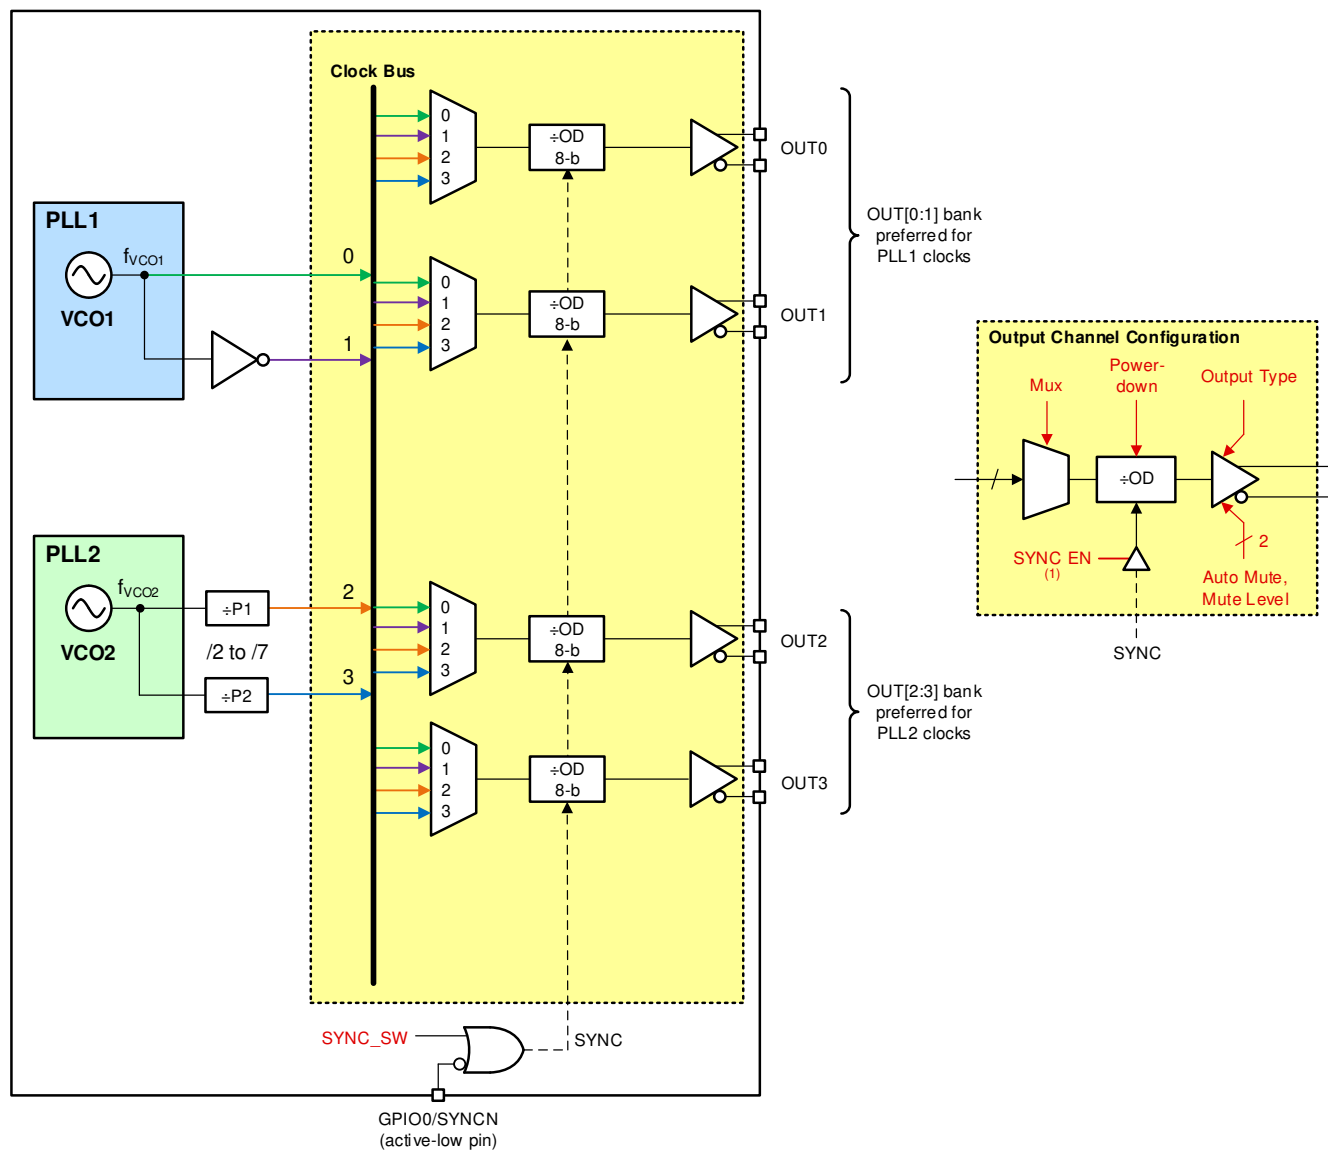 Clock Bus
0
1
2
3
÷OD
8-b
OUT0
PLL1
fVCO1
VCO1
0
1
0
1
2
3
÷OD
8-b
OUT1
OUT[0:1] bank
preferred for
PLL1 clocks
Output Channel Configuration
Mux
Power-
down
Output Type
÷OD
SYNC EN
(1)
2
Auto Mute,
Mute Level
SYNC
PLL2
fVCO2
VCO2
÷P1
/2 to /7
÷P2
2
3
0
1
2
3
÷OD
8-b
OUT2
0
1
2
3
÷OD
8-b
OUT3
OUT[2:3] bank
preferred for
PLL2 clocks
SYNC_SW
SYNC
GPIO0/SYNCN
(active-low pin)